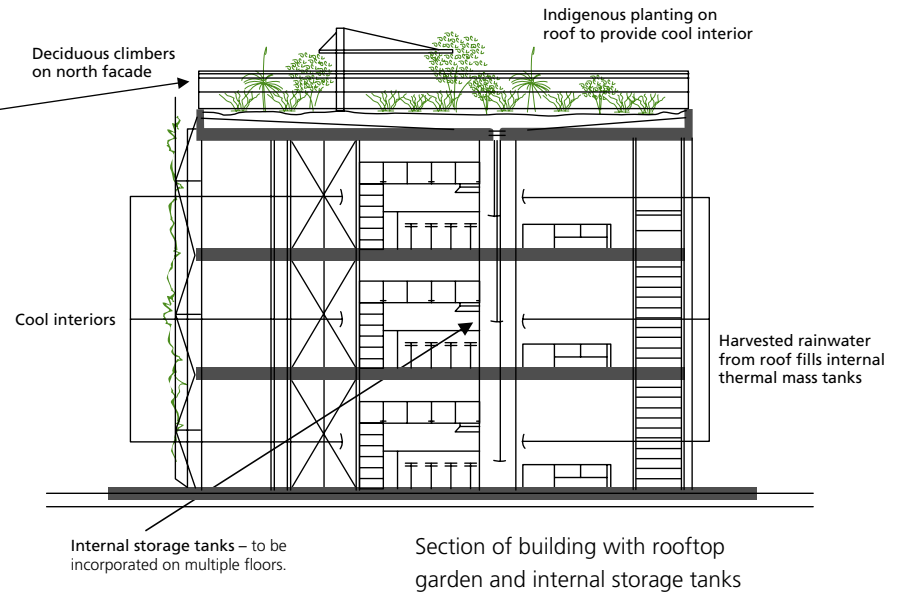 Indigenous planting on
roof to provide cool interior
Deciduous climbers
on north facade
Cool interiors
Harvested rainwater
from roof fills internal
thermal mass tanks
Internal storage tanks – to be
incorporated on multiple floors.
Section of building with rooftop
garden and internal storage tanks